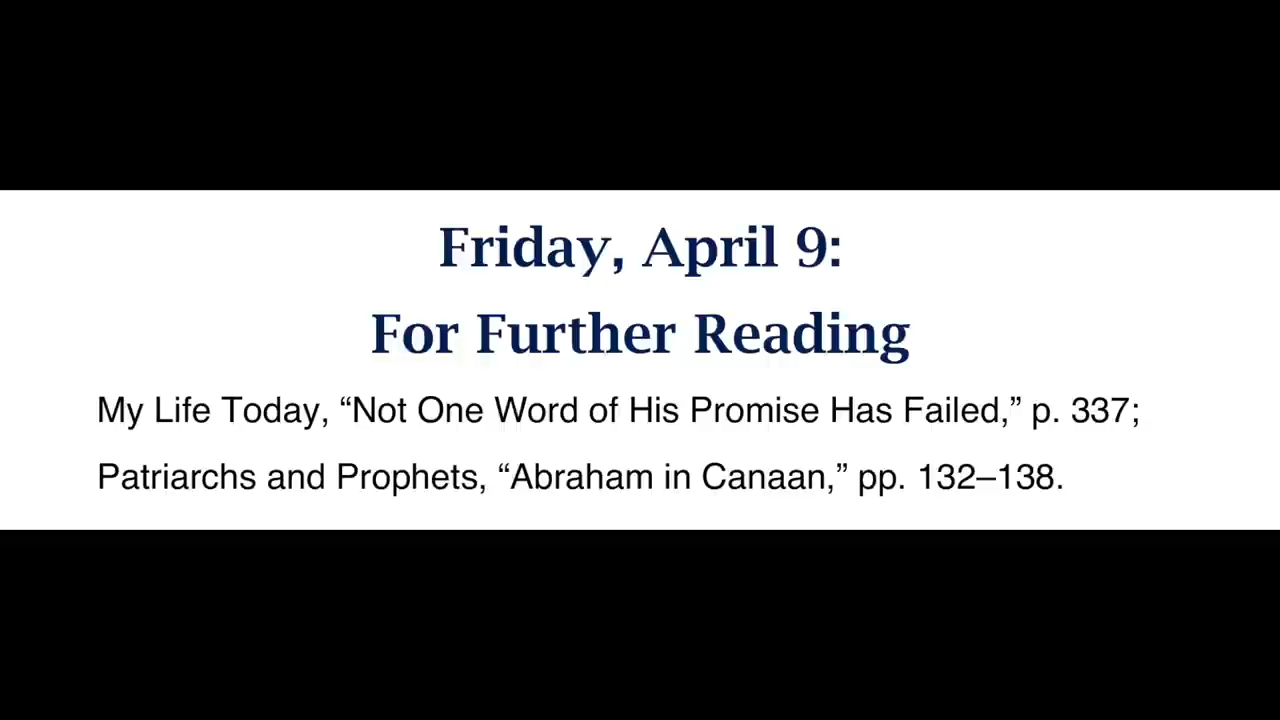 Friday, April 9:
For Further Reading
My Life Today, “Not One Word of His Promise Has Failed,” p. 337;
Patriarchs and Prophets, “Abraham in Canaan,” pp. 132–138.